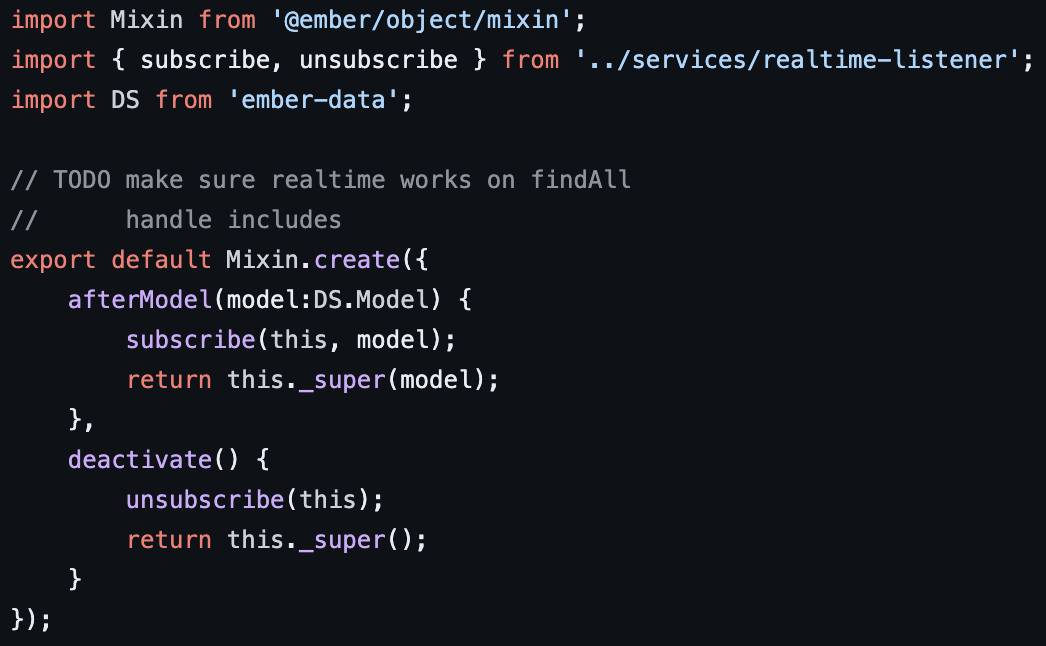 import Mixin from '@ember/object/mixin';
import { subscribe, unsubscribe } from '../services/realtime-listener';
import DS from 'ember-data';

// TODO make sure realtime works on findAll
//      handle includes
export default Mixin.create({
    afterModel(model:DS.Model) {
        subscribe(this, model);
        return this._super(model);
    },
    deactivate() {
        unsubscribe(this);
        return this._super();
    }
});